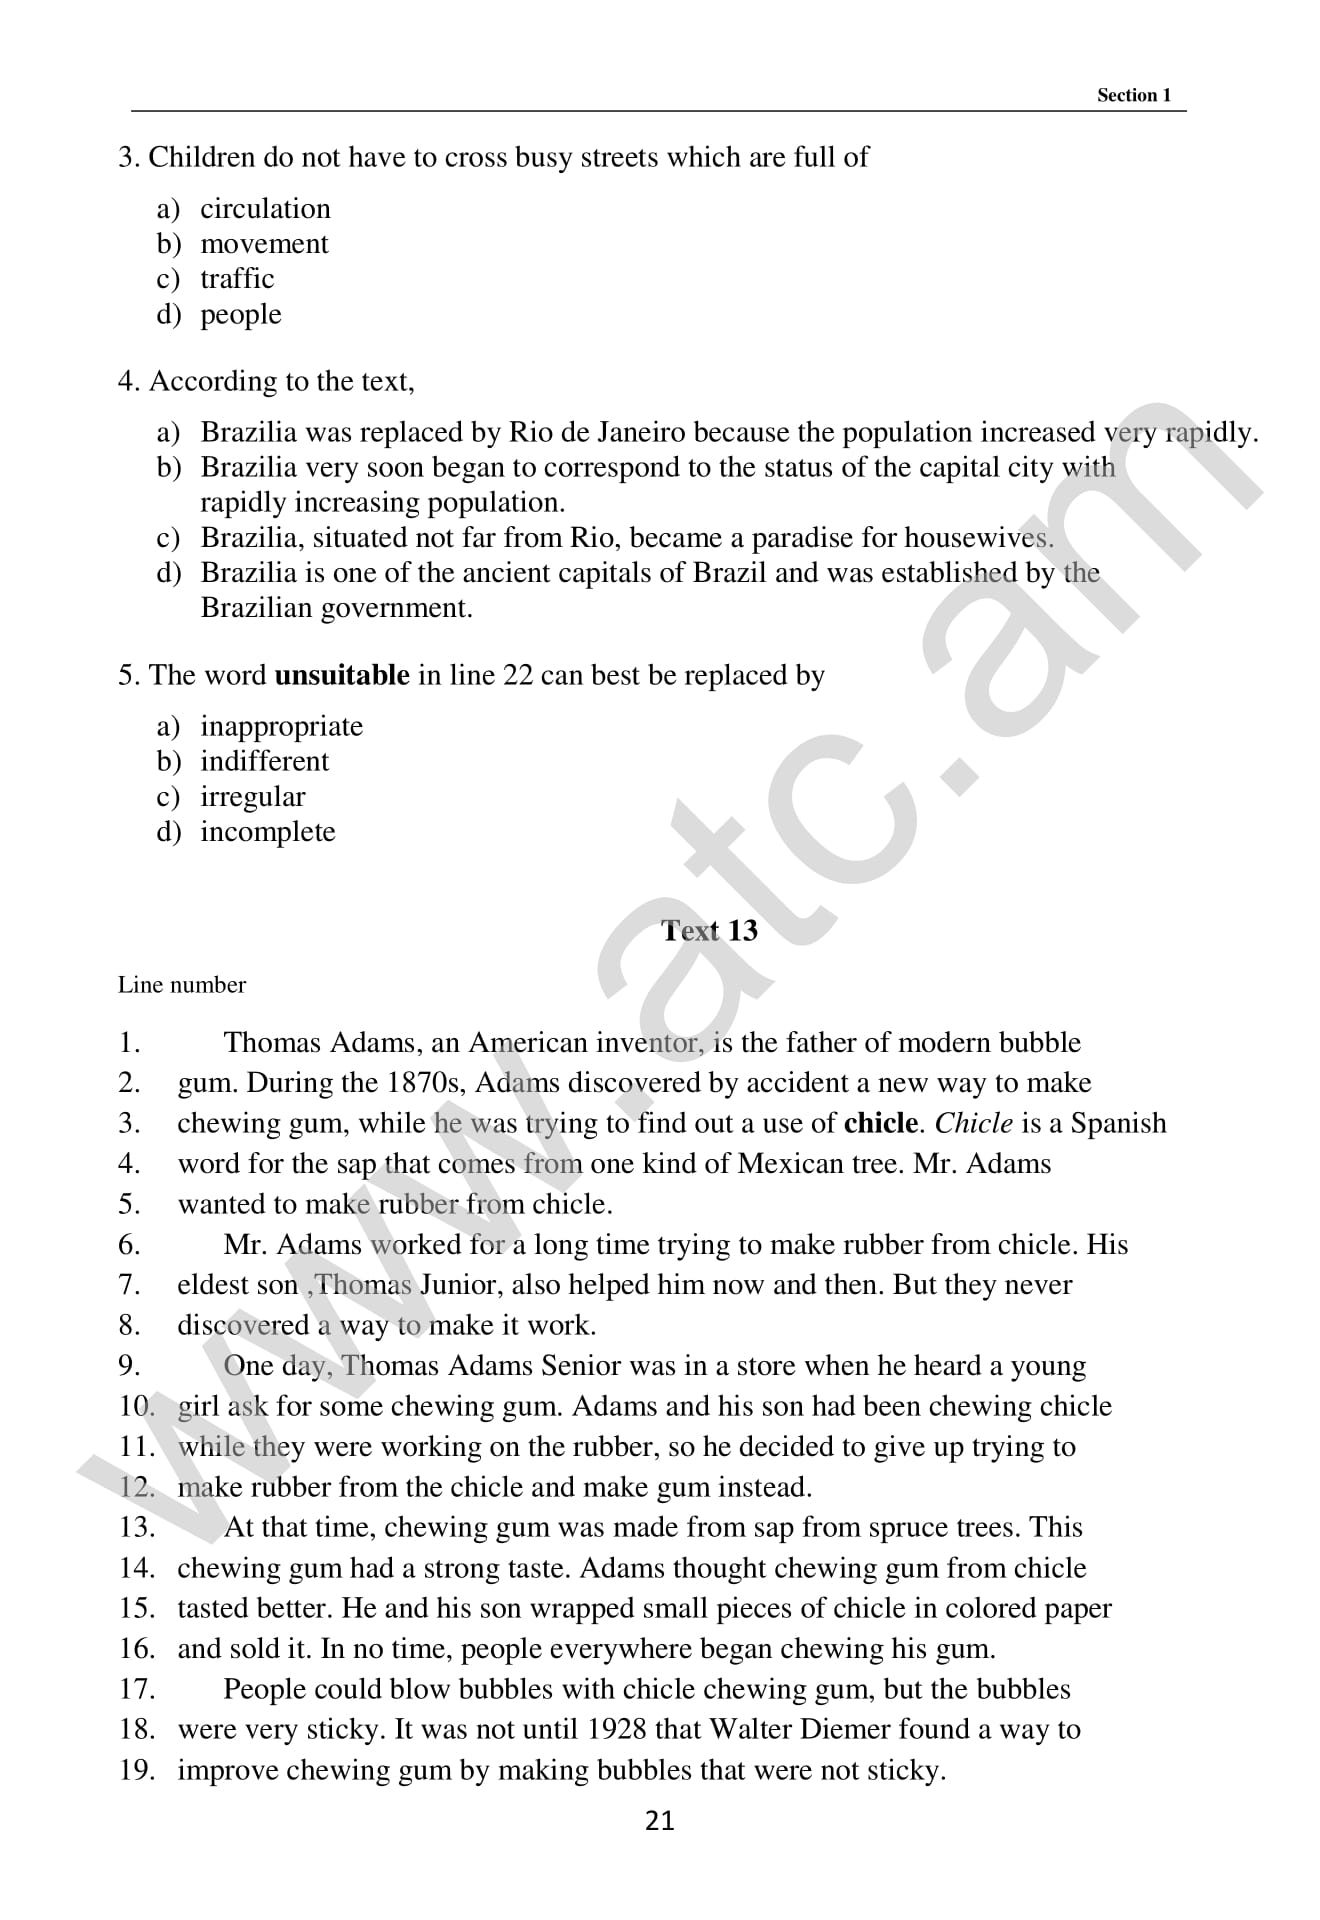 Section 1
3. Children do not have to cross busy streets which are full of
a) circulation
b) movement
c) traffic
d) people
4. According to the text,
a) Brazilia was replaced by Rio de Janeiro because the population increased very rapidly.
b) Brazilia very soon began to correspond to the status of the capital city with
rapidly increasing population.
c) Brazilia, situated not far from Rio, became a paradise for housewives.
d) Brazilia is one of the ancient capitals of Brazil and was established by the
Brazilian government.
5. The word unsuitable in line 22 can best be replaced by
a) inappropriate
b) indifferent
c) irregular
d) incomplete
Text 13
Line number
1. Thomas Adams, an American inventor, is the father of modern bubble
2. gum. During the 1870s, Adams discovered by accident a new way to make
3. chewing gum, while he was trying to find out a use of chicle. Chicle is a Spanish
4. word for the sap that comes from one kind of Mexican tree. Mr. Adams
5. wanted to make rubber from chicle.
6. Mr. Adams worked for a long time trying to make rubber from chicle. His
7. eldest son ,Thomas Junior, also helped him now and then. But they never
8. discovered a way to make it work.
9. One day, Thomas Adams Senior was in a store when he heard a young
10. girl ask for some chewing gum. Adams and his son had been chewing chicle
11. while they were working on the rubber, so he decided to give up trying to
12. make rubber from the chicle and make gum instead.
13. At that time, chewing gum was made from sap from spruce trees. This
14. chewing gum had a strong taste. Adams thought chewing gum from chicle
15. tasted better. He and his son wrapped small pieces of chicle in colored paper
16. and sold it. In no time, people everywhere began chewing his gum.
17. People could blow bubbles with chicle chewing gum, but the bubbles
18. were very sticky. It was not until 1928 that Walter Diemer found a way to
19. improve chewing gum by making bubbles that were not sticky.
21
www.atc.am